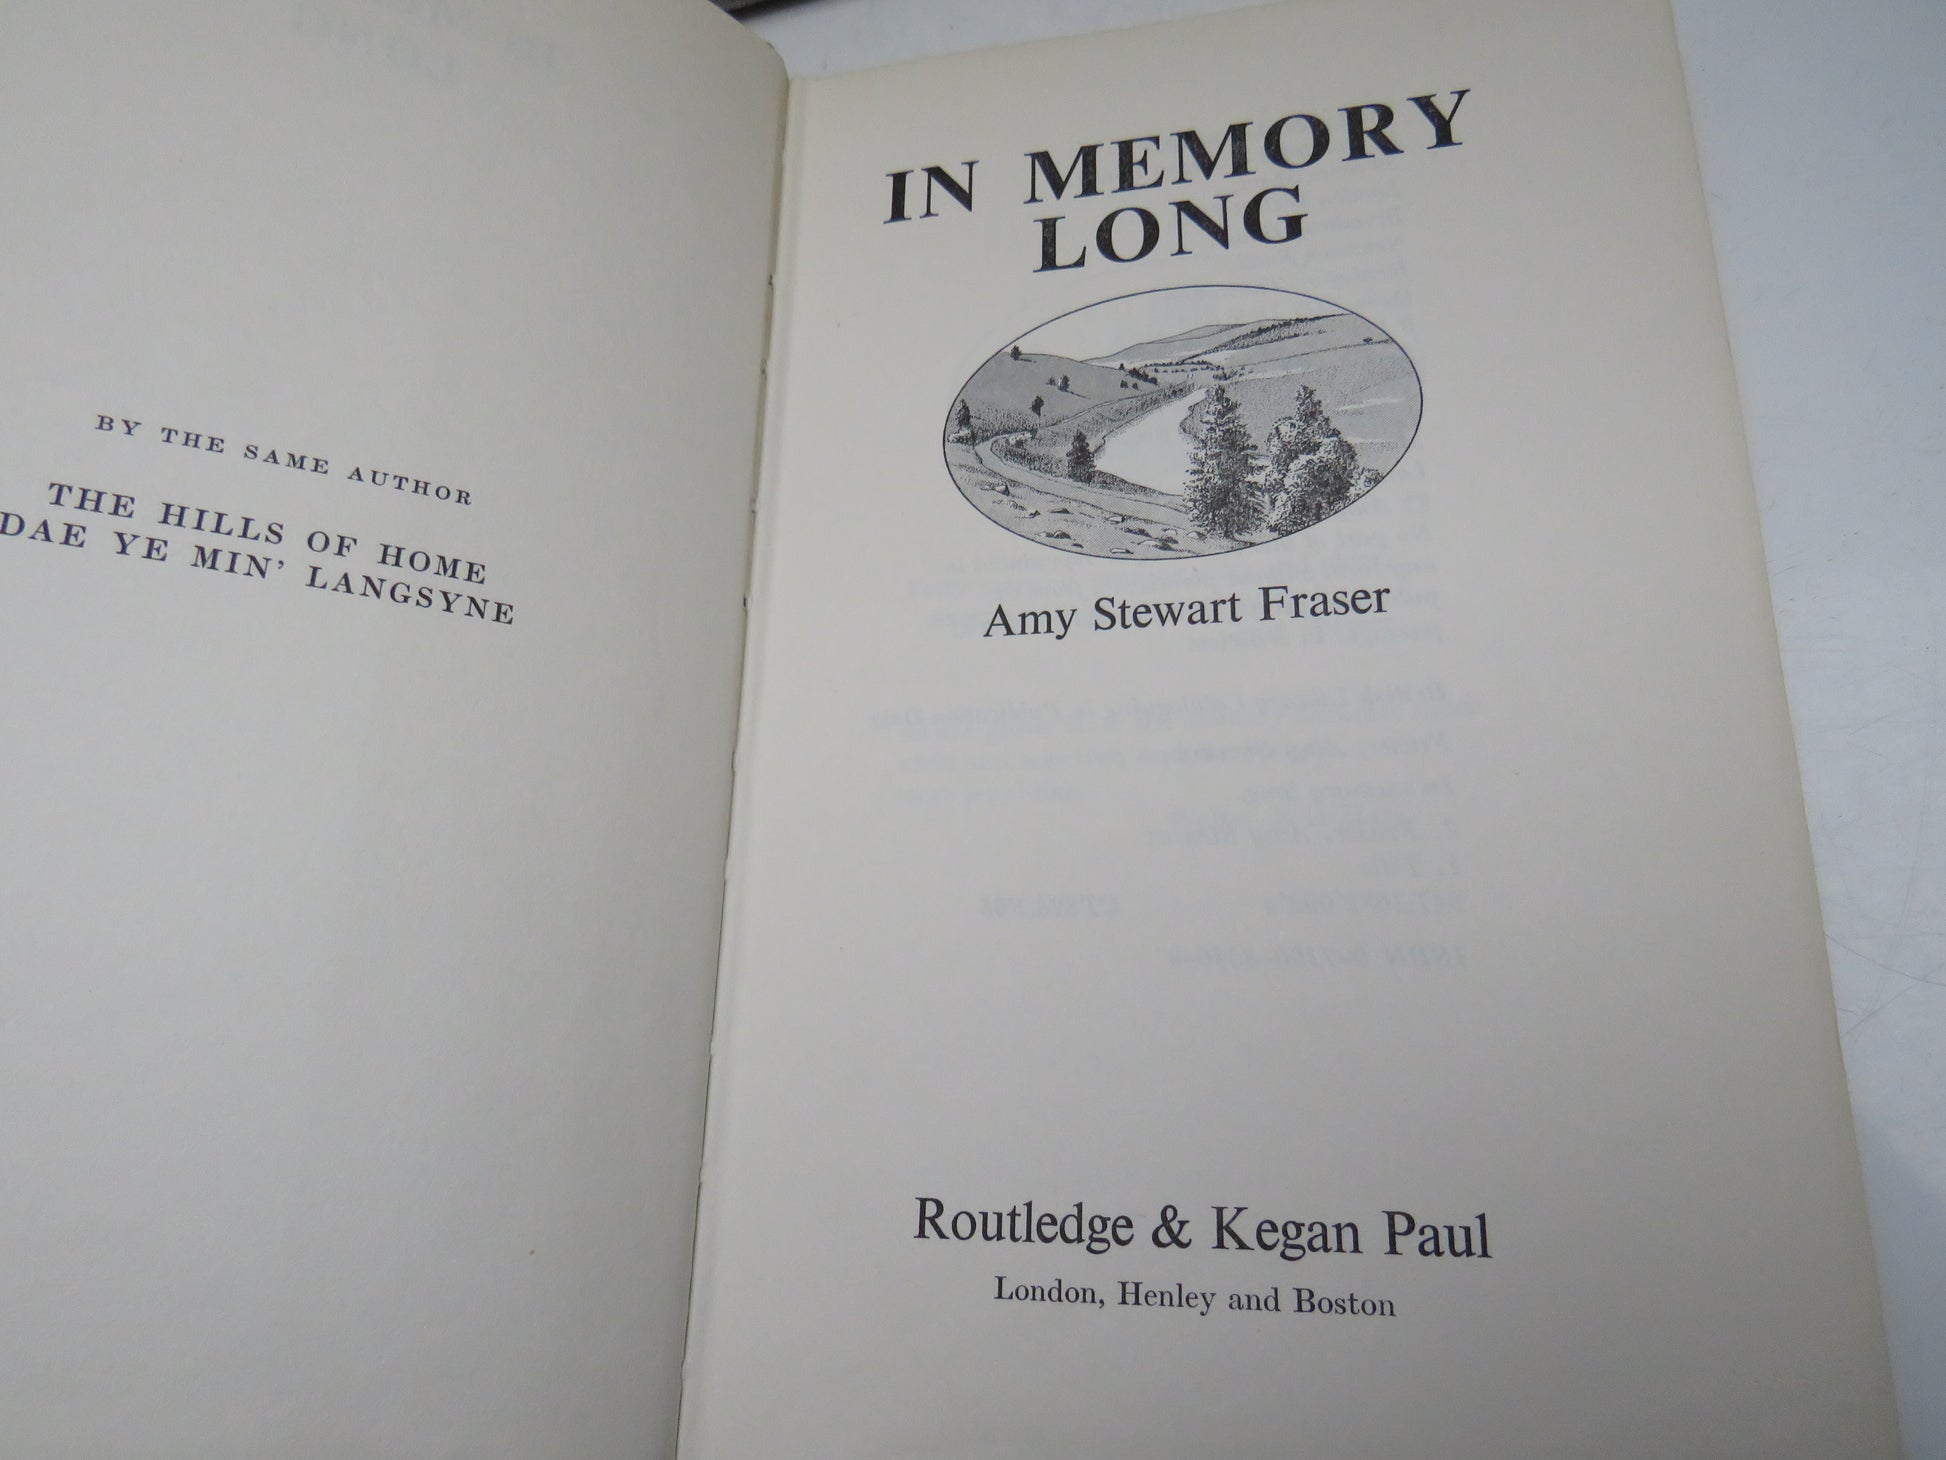 BY THE SAME AUTHOR
THE HILLS OF HOME
DAE YE MIN' LANGSYNE
IN MEMORY
LONG
Amy Stewart Fraser
Routledge & Kegan Paul
London, Henley and Boston